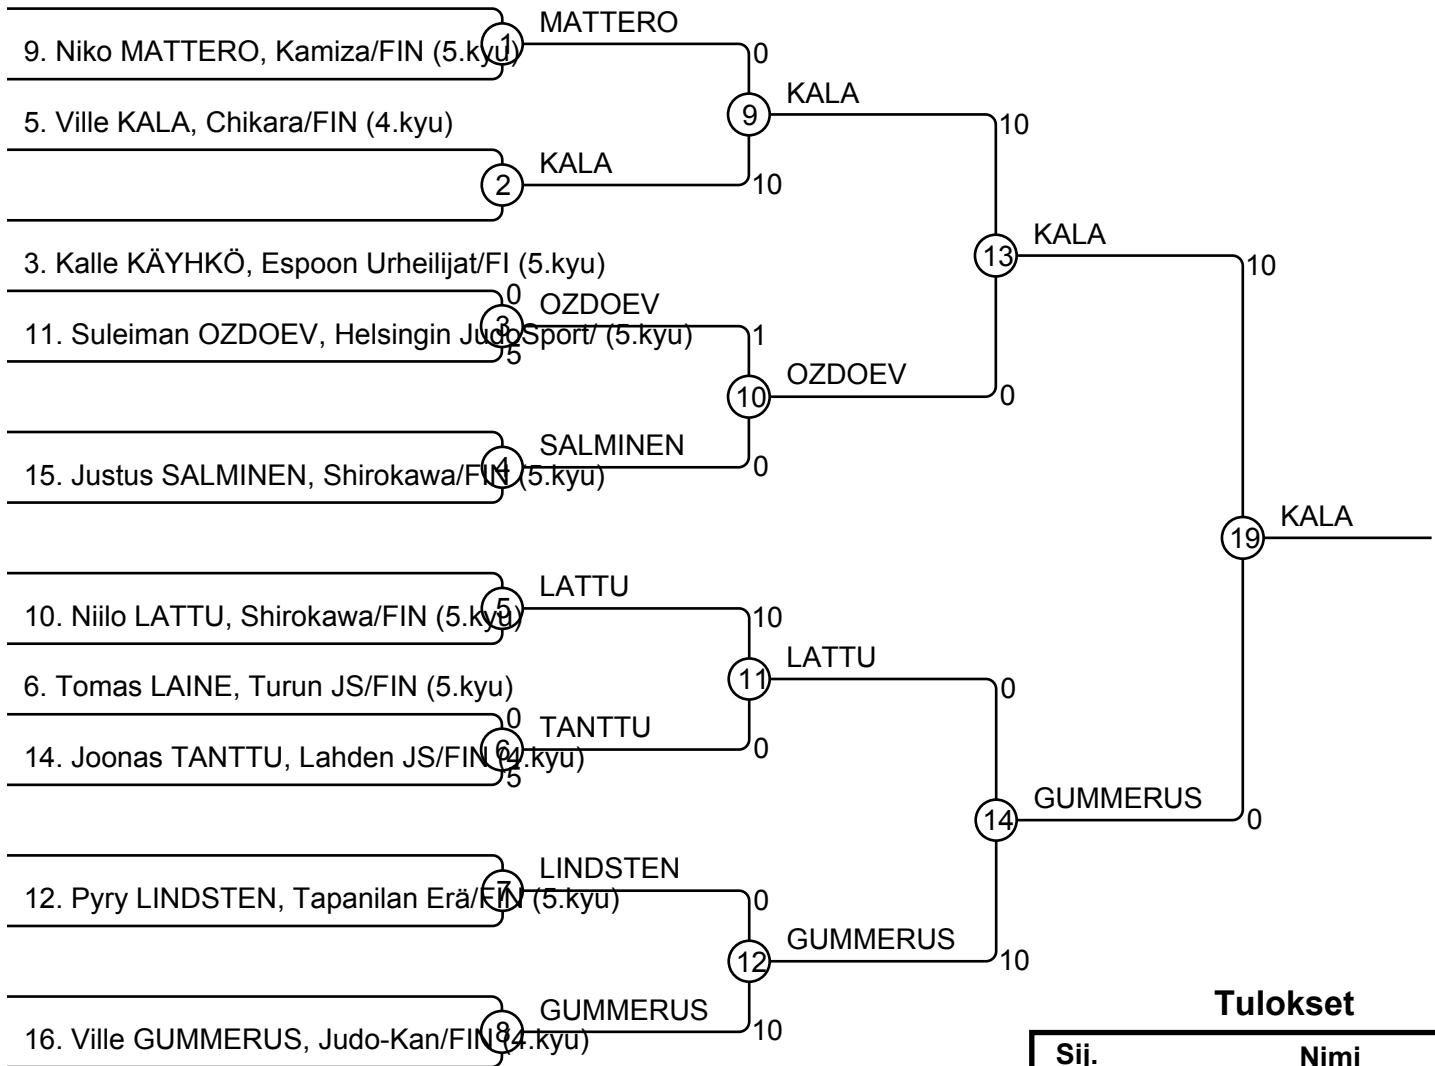 MATTERO
1
9. Niko MATTERO, Kamiza/FIN (5.kyu)
0
KALA
5. Ville KALA, Chikara/FIN (4.kyu)
9
10
KALA
2
10
KALA
3. Kalle KÄYHKÖ, Espoon Urheilijat/FI (5.kyu)
13
10
0
OZDOEV
3
11. Suleiman OZDOEV, Helsingin JudoSport/ (5.kyu)
1
5
OZDOEV
10
0
SALMINEN
4
15. Justus SALMINEN, Shirokawa/FIN (5.kyu)
0
KALA
19
LATTU
5
10. Niilo LATTU, Shirokawa/FIN (5.kyu)
10
LATTU
6. Tomas LAINE, Turun JS/FIN (5.kyu)
11
0
0
TANTTU
6
14. Joonas TANTTU, Lahden JS/FIN (4.kyu)
0
5
GUMMERUS
14
0
LINDSTEN
7
12. Pyry LINDSTEN, Tapanilan Erä/FIN (5.kyu)
0
GUMMERUS
12
10
GUMMERUS
8
16. Ville GUMMERUS, Judo-Kan/FIN (4.kyu)
10
Tulokset
Sij. Nimi